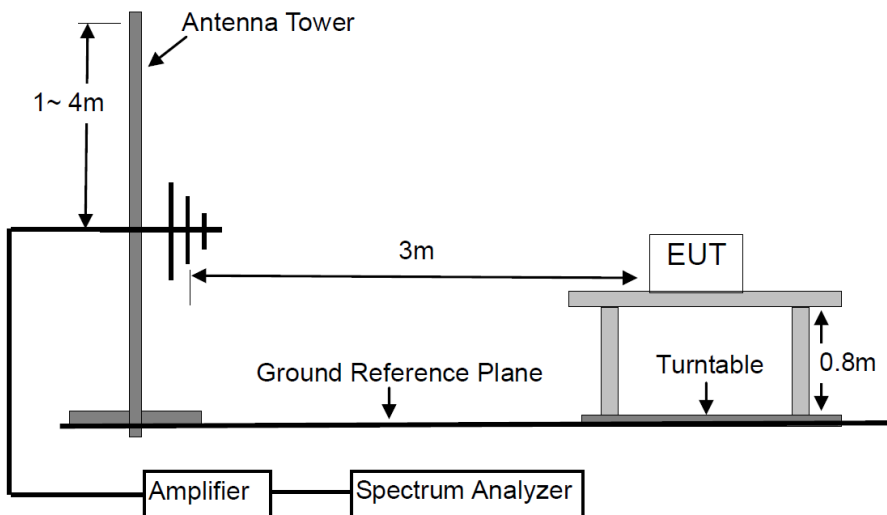 Antenna Tower
1~ 4m
3m
EUT
Ground Reference Plane
Turntable
0.8m
Amplifier
Spectrum Analyzer